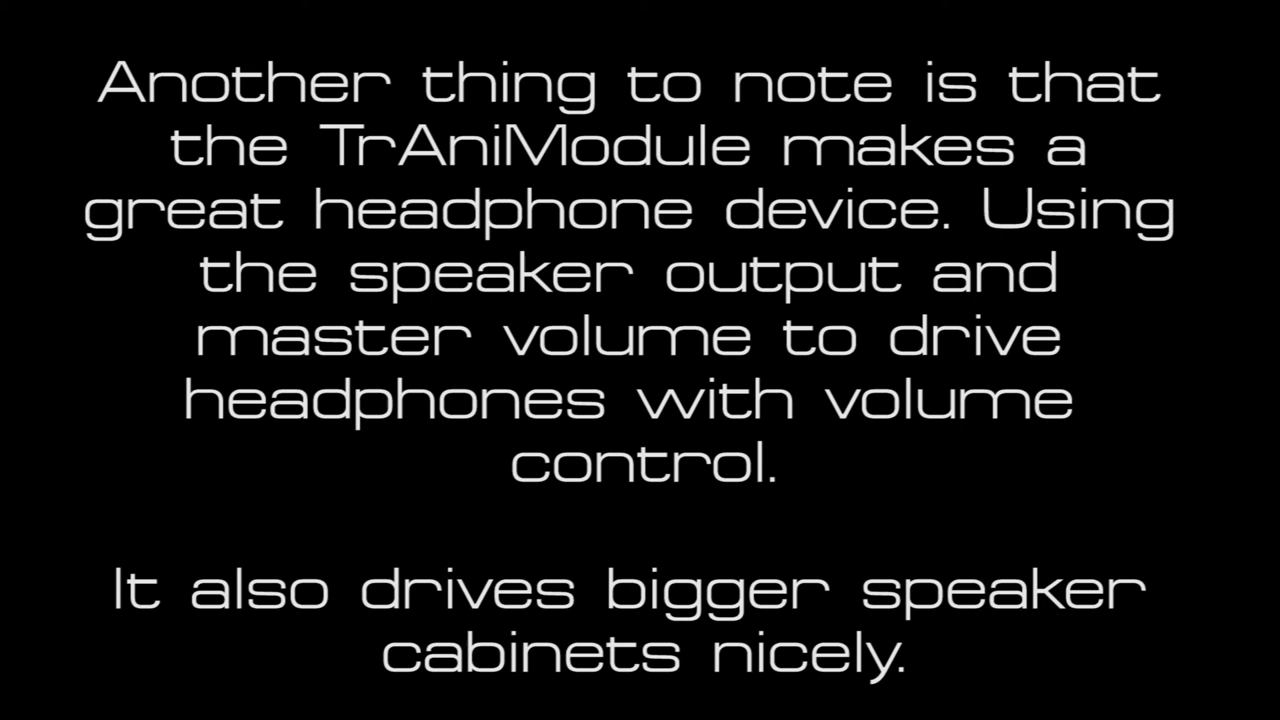 Another thing to note is that
the TrAniModule makes a
great headphone device. Using
the speaker output and
master volume to drive
headphones with volume
control.
It also drives bigger speaker
cabinets nicely.